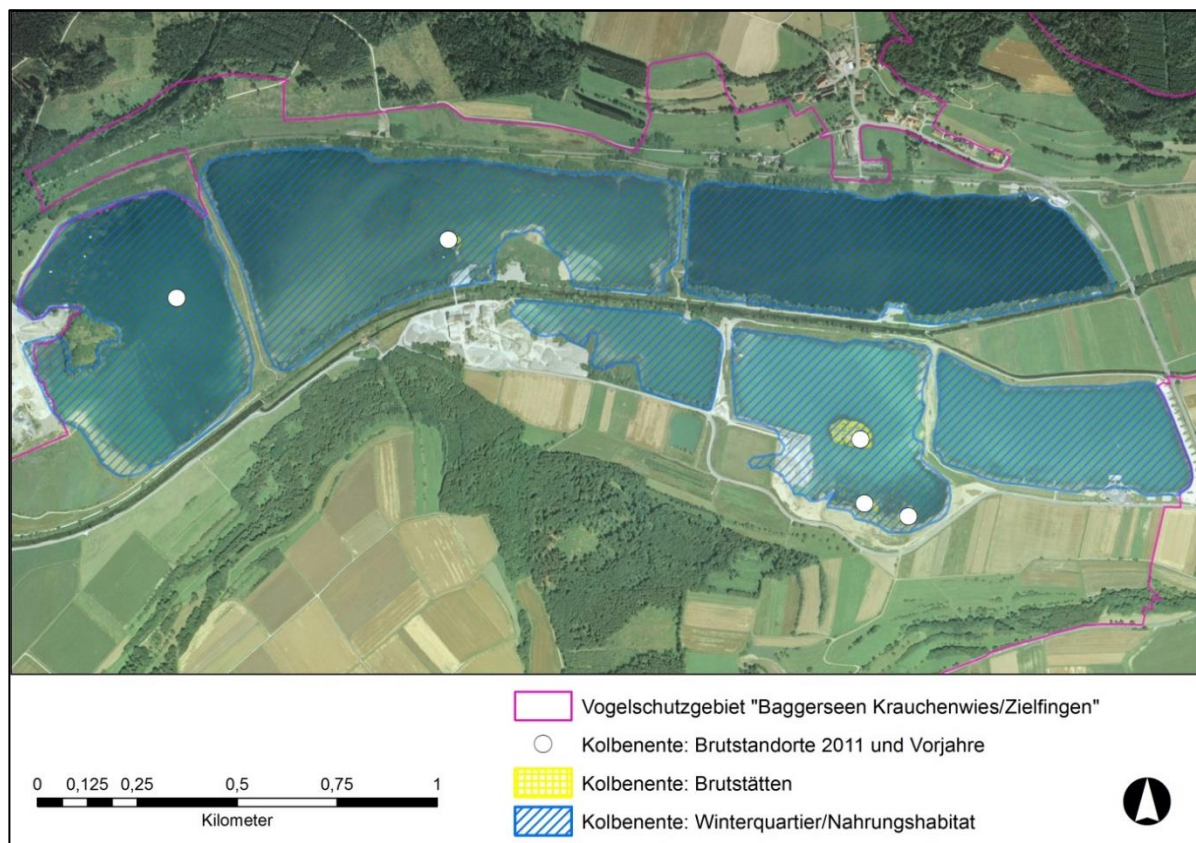 Vogelschutzgebiet "Baggerseen Krauchenwies/Zielfingen"
Kolbenente: Brutstandorte 2011 und Vorjahre
Kolbenente: Brutstätten
Kolbenente: Winterquartier/Nahrungshabitat
0 0,125 0,25 0,5 0,75 1
Kilometer